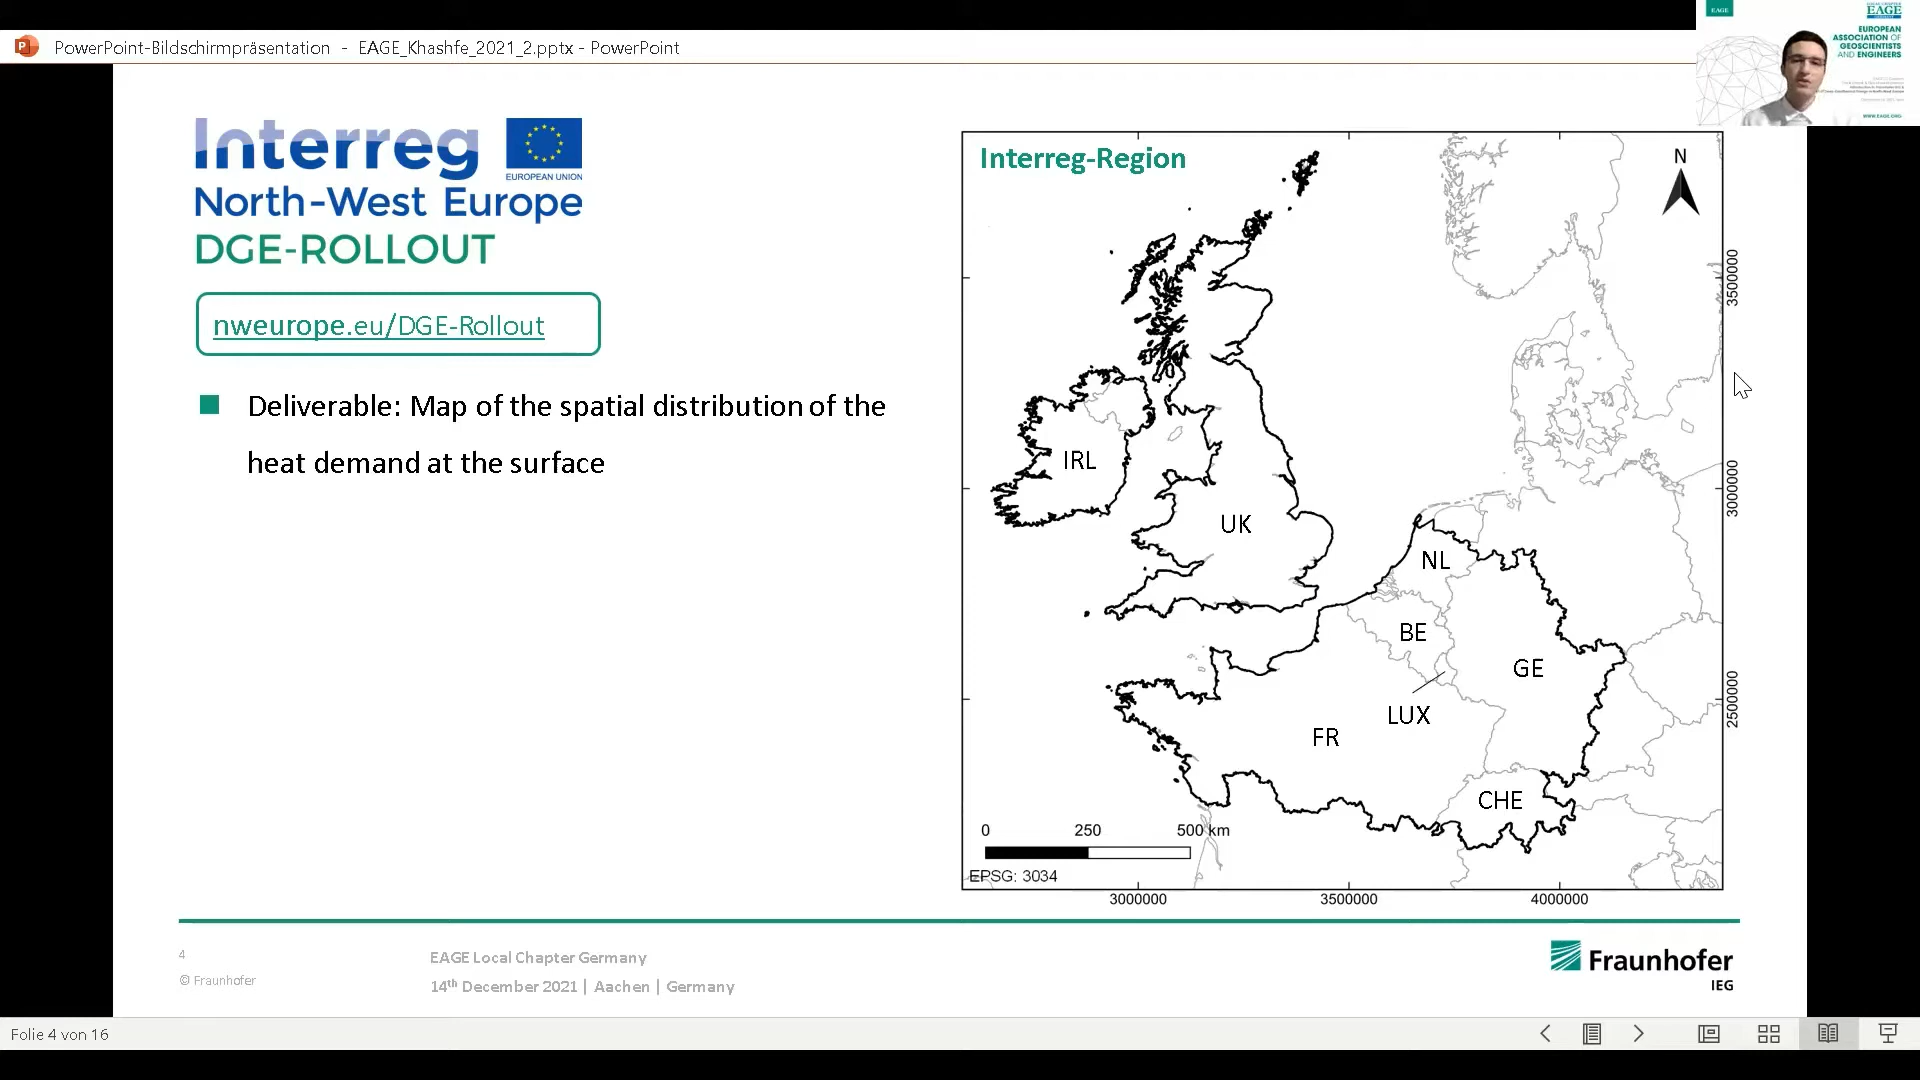 PowerPoint-Bildschirmpräsentation - EAGE_Khashfe_2021_2.pptx - PowerPoint
EAGE
EAGE
EUROPEAN
ASSOCIATION OF
GEOSCIENTISTS
AND ENGINEERS
WWW.EAGE.ORG
Interreg
EUROPEAN UNION
North-West Europe
DGE-ROLLOUT
nweurope.eu/DGE-Rollout
Deliverable: Map of the spatial distribution of the
heat demand at the surface
Interreg-Region
N
IRL
UK
NL
BE
GE
LUX
FR
CHE
0 250 500 km
EPSG: 3034
3500000
3000000
2500000
3000000 3500000 4000000
4
© Fraunhofer
EAGE Local Chapter Germany
14th December 2021 | Aachen | Germany
Fraunhofer
IEG
Folie 4 von 16